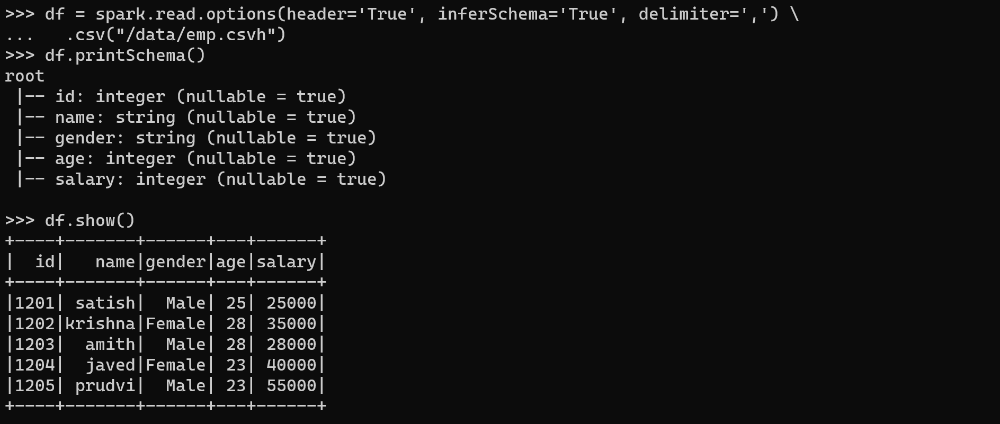 >>> df = spark.read.options(header='True', inferSchema='True', delimiter=',') \
...   .csv("/data/emp.csvh")
>>> df.printSchema()
root
 |-- id: integer (nullable = true)
 |-- name: string (nullable = true)
 |-- gender: string (nullable = true)
 |-- age: integer (nullable = true)
 |-- salary: integer (nullable = true)

>>> df.show()
+----+-------+------+---+------+
|  id|   name|gender|age|salary|
+----+-------+------+---+------+
|1201| satish|  Male| 25| 25000|
|1202|krishna|Female| 28| 35000|
|1203|  amith|  Male| 28| 28000|
|1204|  javed|Female| 23| 40000|
|1205| prudvi|  Male| 23| 55000|
+----+-------+------+---+------+